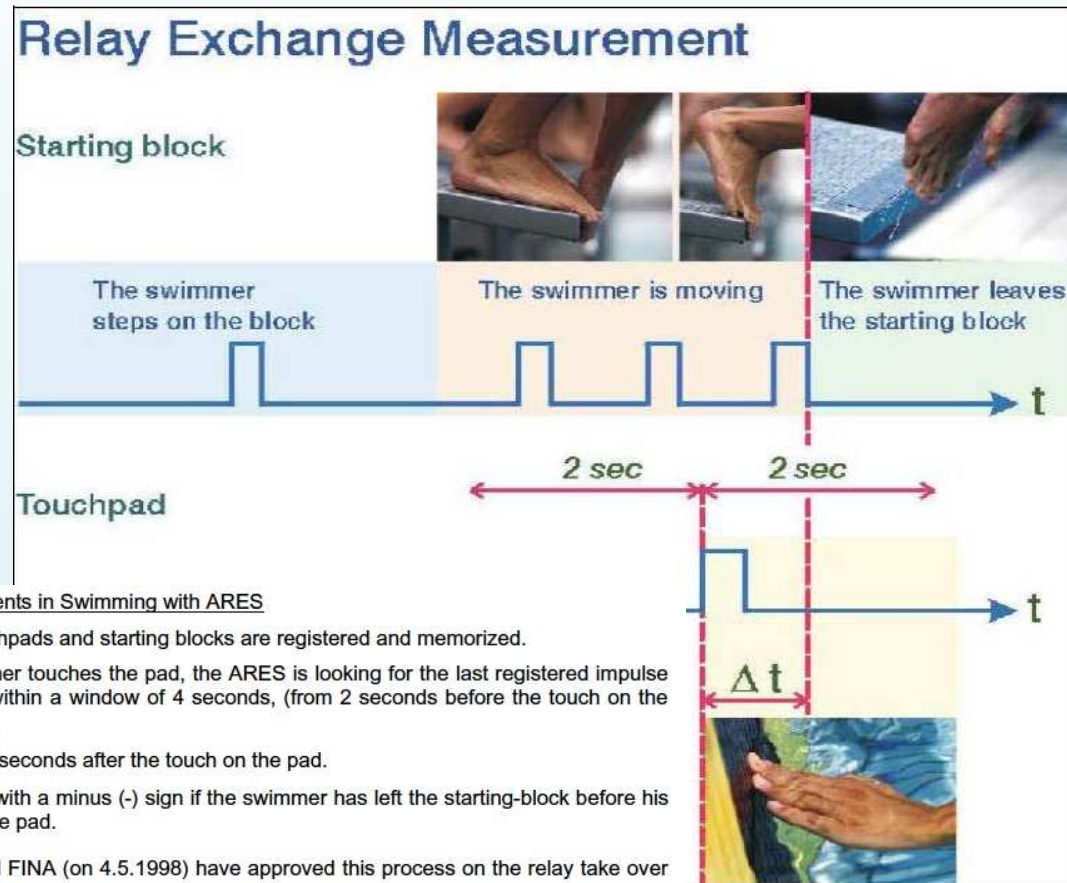 Relay Exchange Measurement
Starting block
The swimmer
steps on the block
The swimmer is moving
The swimmer leaves
the starting block
t
2 sec
2 sec
Touchpad
t
Δt
ents in Swimming with ARES
hpads and starting blocks are registered and memorized.
ner touches the pad, the ARES is looking for the last registered impulse
within a window of 4 seconds, (from 2 seconds before the touch on the
seconds after the touch on the pad.
with a minus (-) sign if the swimmer has left the starting-block before his
e pad.
FINA (on 4.5.1998) have approved this process on the relay take over